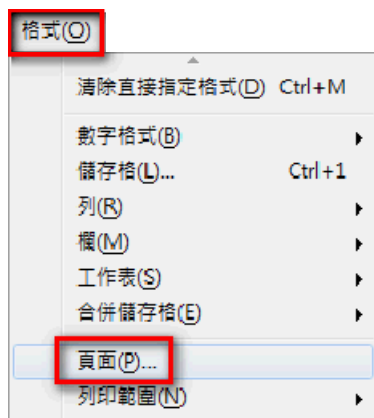 格式(O)
清除直接指定格式(D) Ctrl+M
數字格式(B)
儲存格(L)... Ctrl+1
列(R)
欄(M)
工作表(S)
合併儲存格(E)
頁面(P)...
列印範圍(N)